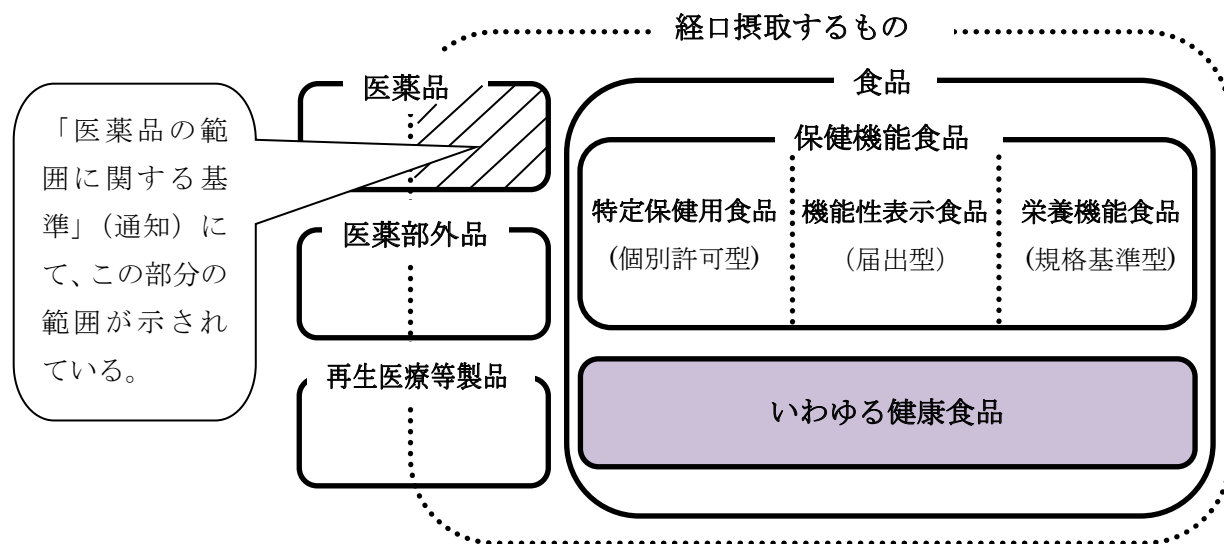 経口摂取するもの
医薬品
食品
「医薬品の範
囲に関する基
準」（通知）に
て、この部分の
範囲が示され
ている。
保健機能食品
特定保健用食品
(個別許可型)
機能性表示食品
（届出型）
栄養機能食品
(規格基準型)
医薬部外品
再生医療等製品
いわゆる健康食品